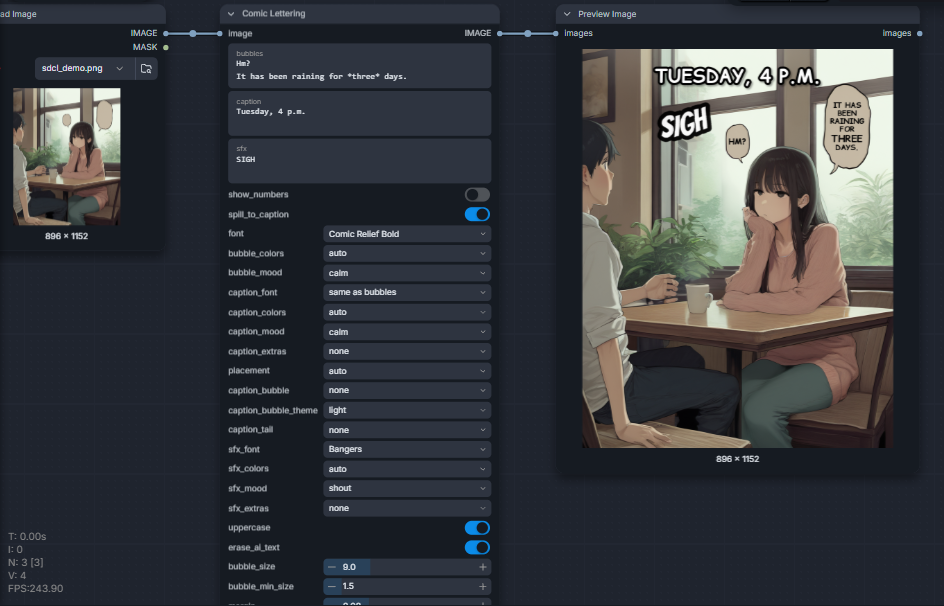 ad Image
IMAGE
MASK
sdcl_demo.png
896 × 1152
T: 0.00s
I: 0
N: 3 [3]
V: 4
FPS:243.90
Comic Lettering
image
IMAGE
bubbles
Hm?
It has been raining for *three* days.
caption
Tuesday, 4 p.m.
sfx
SIGH
show_numbers
spill_to_caption
font Comic Relief Bold
bubble_colors auto
bubble_mood calm
caption_font same as bubbles
caption_colors auto
caption_mood calm
caption_extras none
placement auto
caption_bubble none
caption_bubble_theme light
caption_tail none
sfx_font Bangers
sfx_colors auto
sfx_mood shout
sfx_extras none
uppercase
erase_ai_text
bubble_size 9.0
bubble_min_size 1.5
Preview Image
images
images
TUESDAY, 4 P.M.
SIGH
HM?
IT HAS
BEEN
RAINING
FOR
THREE
DAYS.
896 × 1152